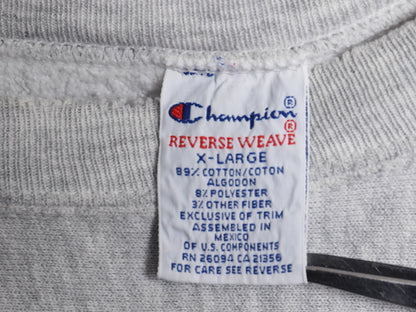 Champion®
REVERSE WEAVE®
X-LARGE
89% COTTON/COTON
ALGODON
8% POLYESTER
3% OTHER FIBER
EXCLUSIVE OF TRIM
ASSEMBLED IN
MEXICO
OF U.S. COMPONENTS
RN 26094 CA 21356
FOR CARE SEE REVERSE